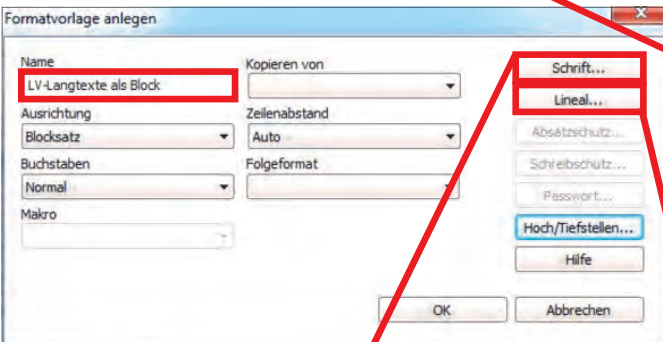 Formatvorlage anlegen
Name
LV-Langtexte als Block
Kopieren von
Schrift...
Lineal...
Ausrichtung
Blocksatz
Zeilenabstand
Auto
Absatzschutz...
Buchstaben
Normal
Folgeformat
Schreibschutz...
Passwort...
Makro
Hoch/Tiefstellen...
Hilfe
OK
Abbrechen